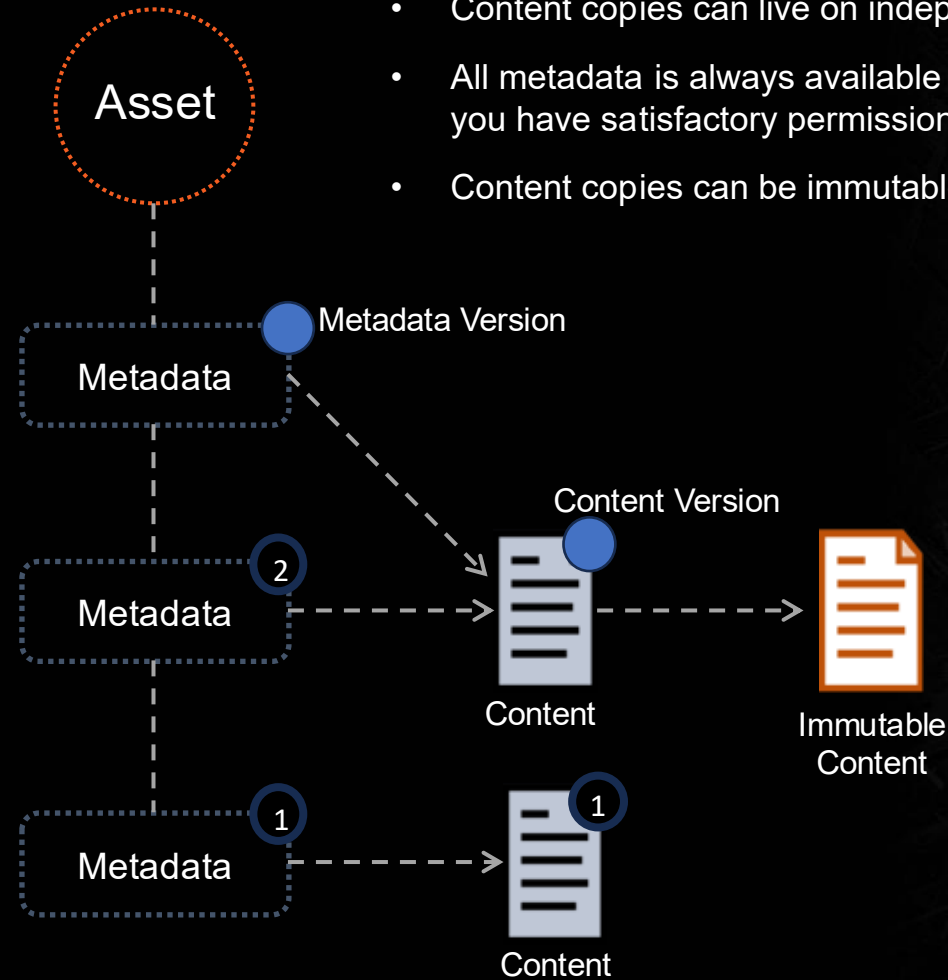 • Content copies can live on indep
Asset
• All metadata is always available
you have satisfactory permission
• Content copies can be immutabl
Metadata Version
Metadata
Content Version
2
Metadata
Content
Immutable
Content
1
1
Metadata
Content